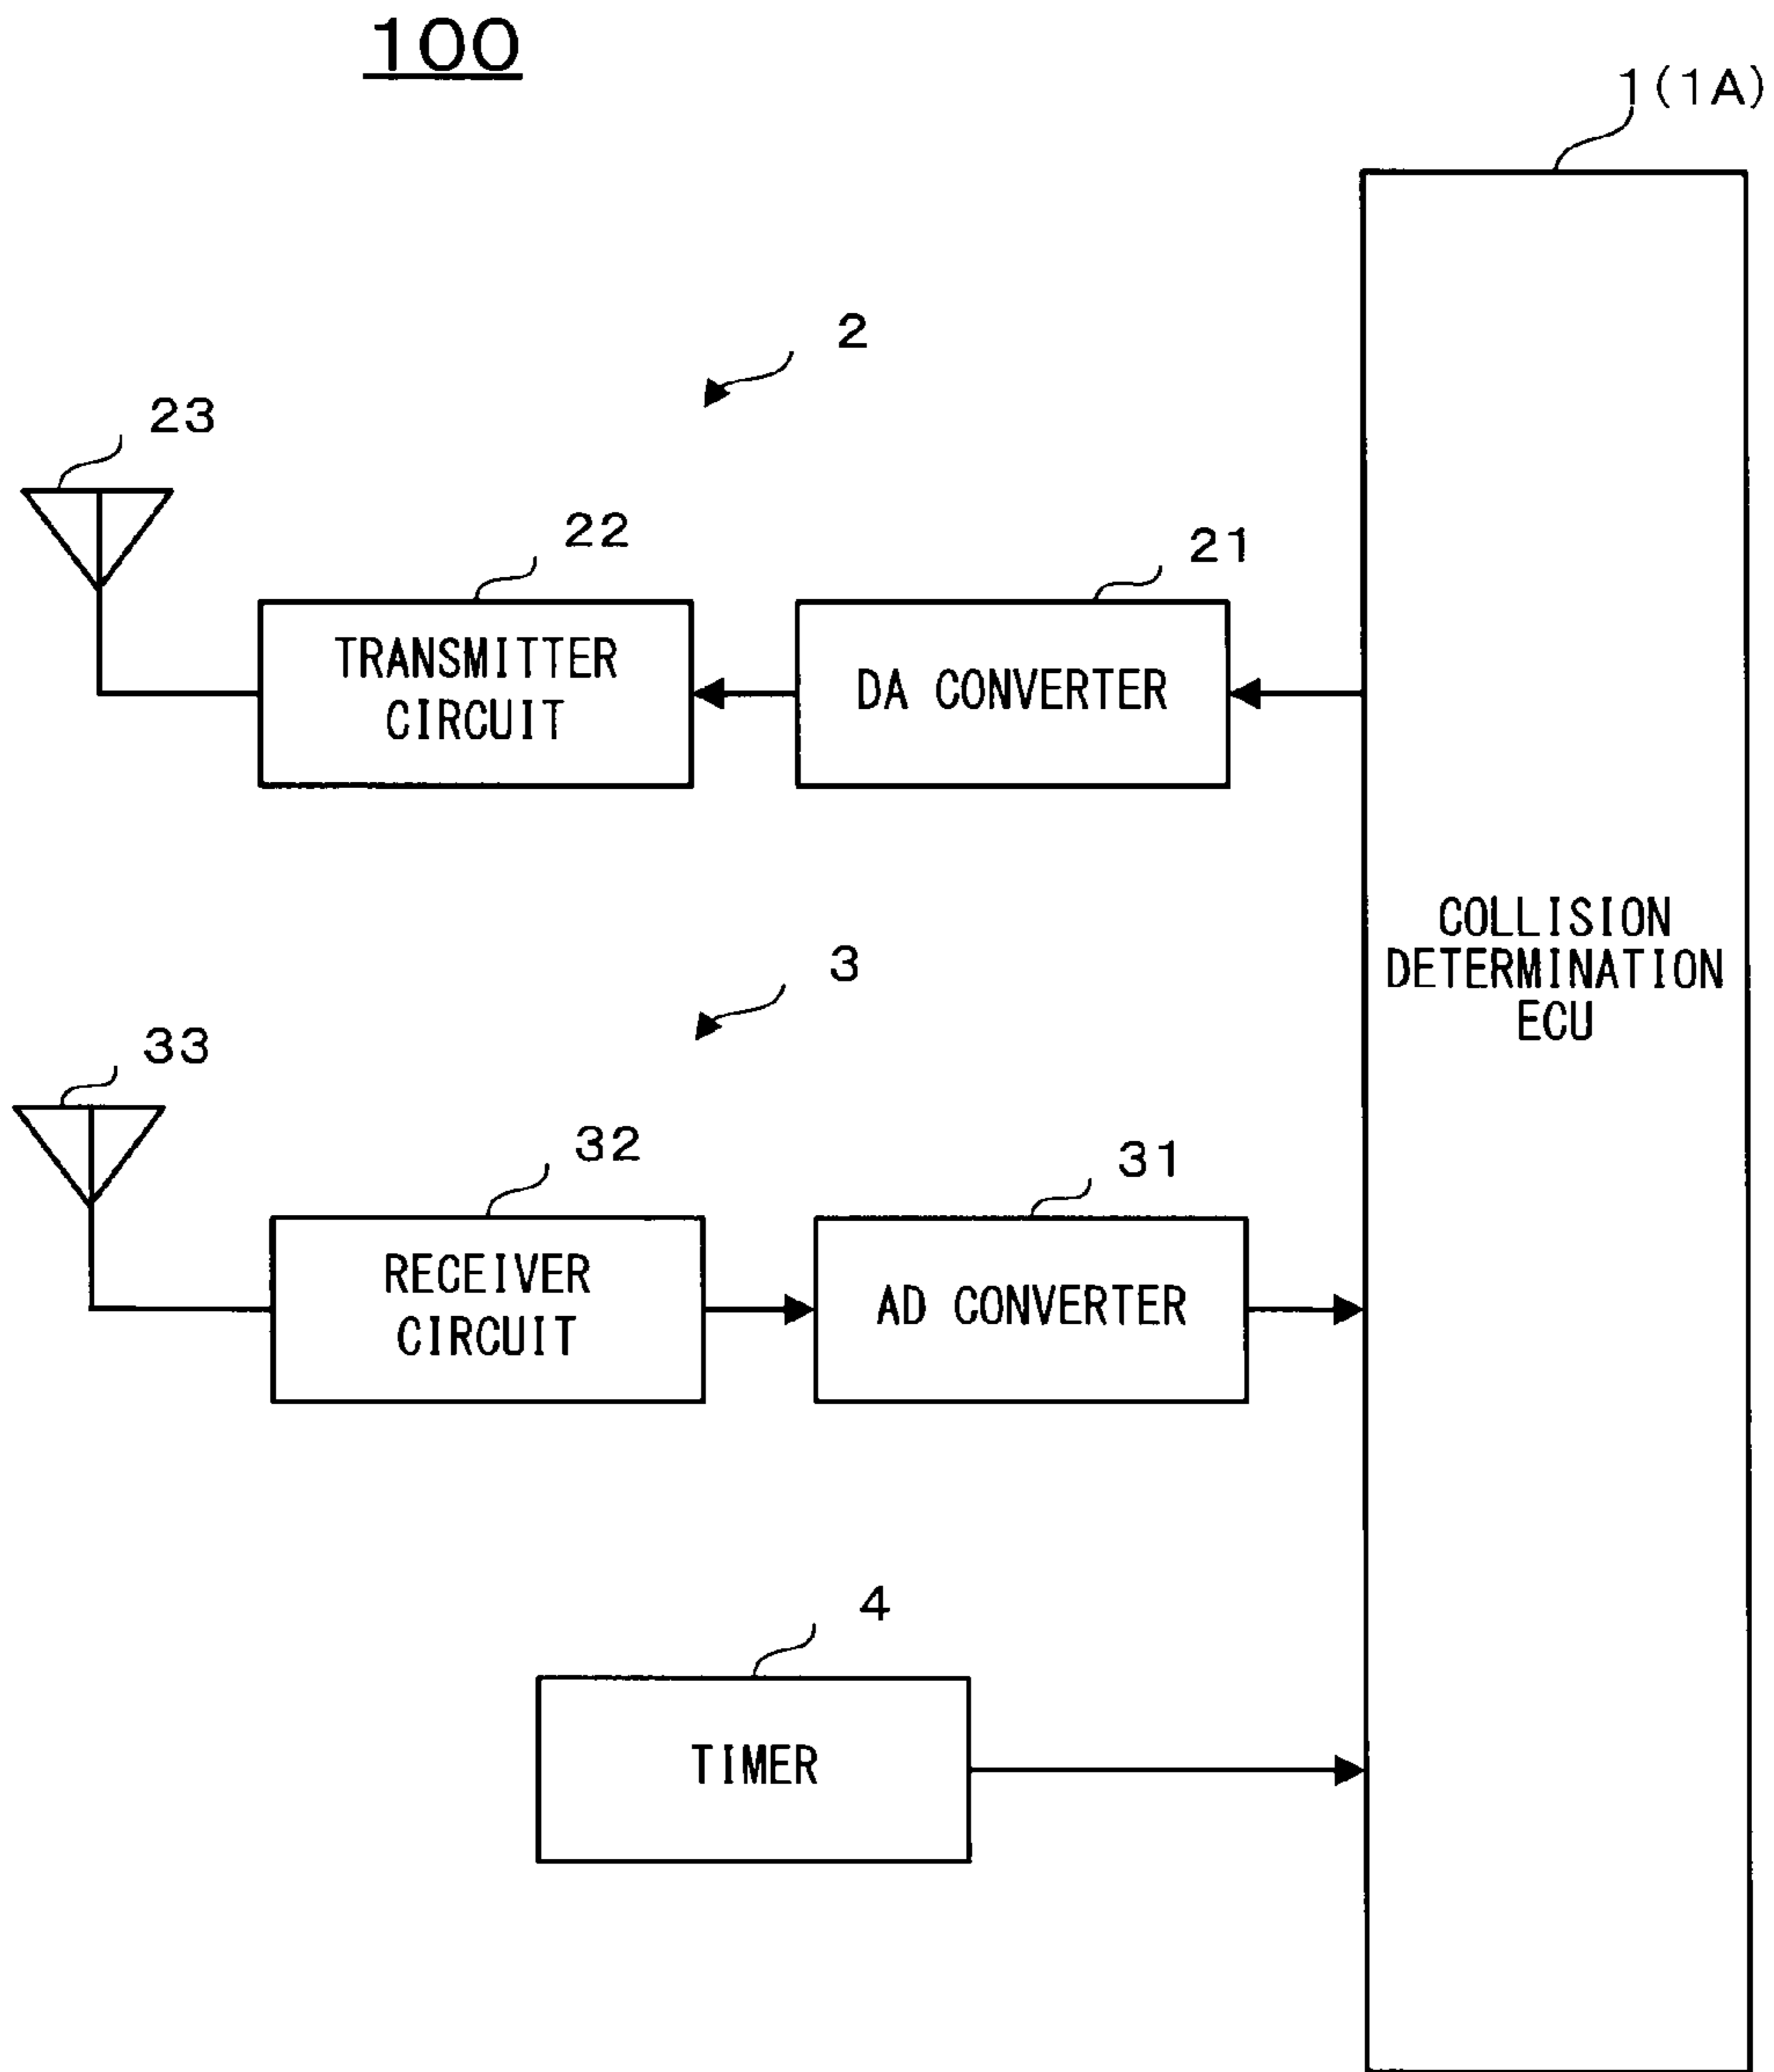 100
1(1A)
2
23
22
21
TRANSMITTER
CIRCUIT
DA CONVERTER
COLLISION
DETERMINATION
ECU
3
33
32
31
RECEIVER
CIRCUIT
AD CONVERTER
4
TIMER